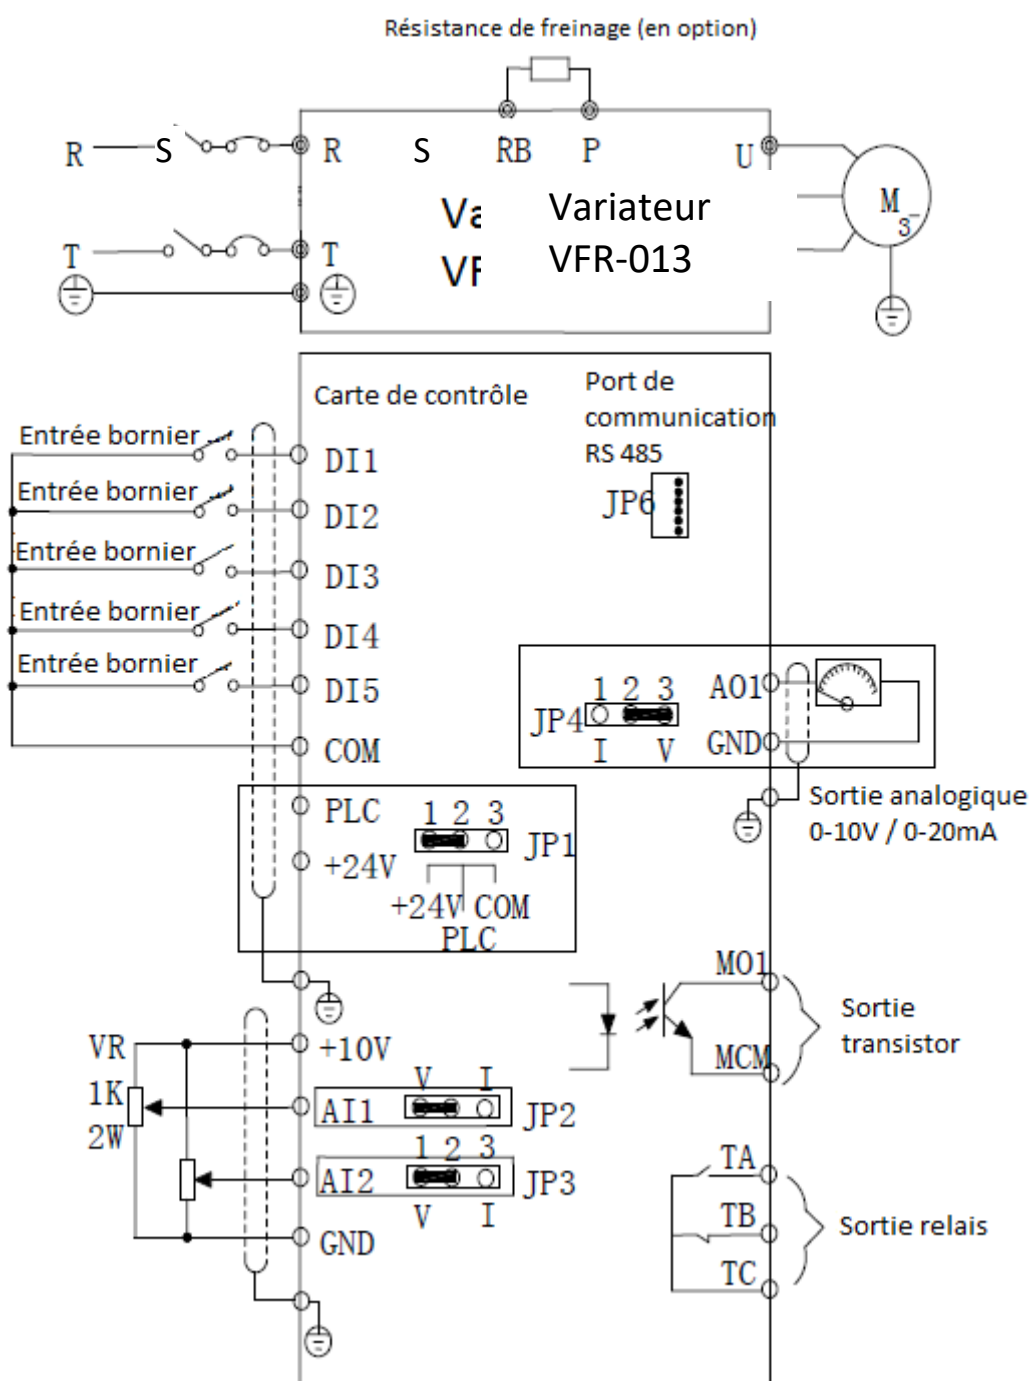 Résistance de freinage (en option)
R S R S RB P U
Variateur
VFR-013
M
3~
T T
Carte de contrôle
Port de
communication
RS 485
JP6
Entrée bornier DI1
Entrée bornier DI2
Entrée bornier DI3
Entrée bornier DI4
Entrée bornier DI5
COM
1 2 3 AO1
JP4
I V GND
Sortie analogique
0-10V / 0-20mA
PLC 1 2 3
JP1
+24V
+24V COM
PLC
MO1
MCM
Sortie
transistor
VR +10V
1K
2W
V I
AI1 JP2
1 2 3
AI2 JP3
V I
GND
TA
TB
TC
Sortie relais